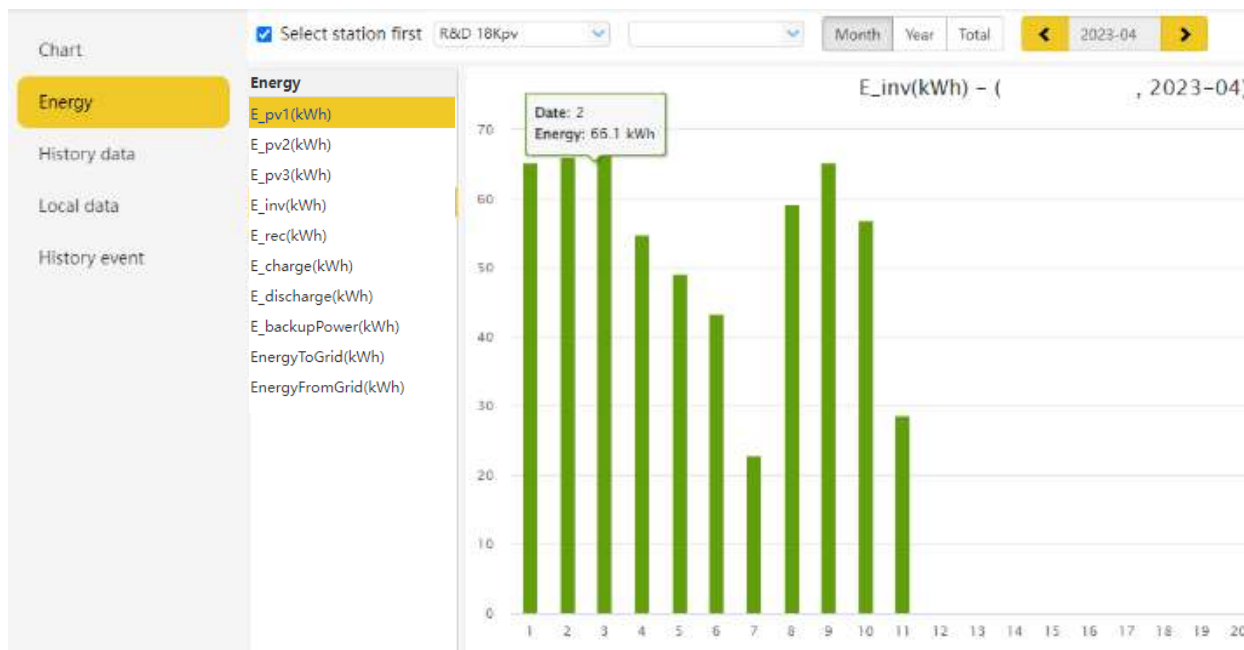 Chart
Energy
History data
Local data
History event
Select station first R&D 18Kpv Month Year Total 2023-04
Energy
E_pv1(kWh)
E_pv2(kWh)
E_pv3(kWh)
E_inv(kWh)
E_rec(kWh)
E_charge(kWh)
E_discharge(kWh)
E_backupPower(kWh)
EnergyToGrid(kWh)
EnergyFromGrid(kWh)
E_inv(kWh) – ( , 2023–04)
Date: 2
Energy: 66.1 kWh
70
60
50
40
30
20
10
0
1 2 3 4 5 6 7 8 9 10 11 12 13 14 15 16 17 18 19 20